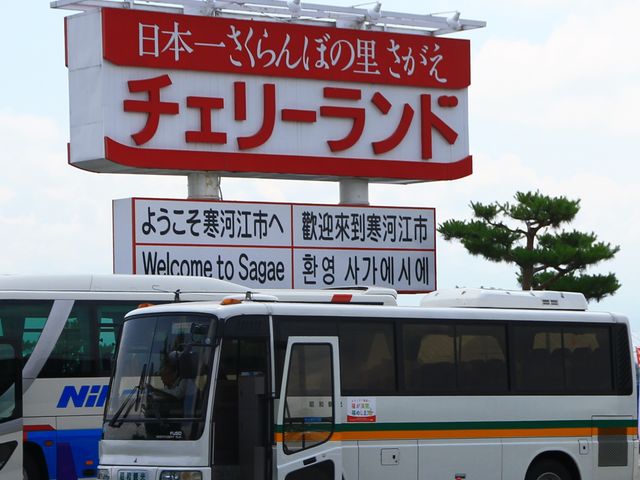 日本一さくらんぼの里 さがえ
チェリーランド
ようこそ寒河江市へ
歡迎來到寒河江市
Welcome to Sagae
환영 사가에시에
FUSO